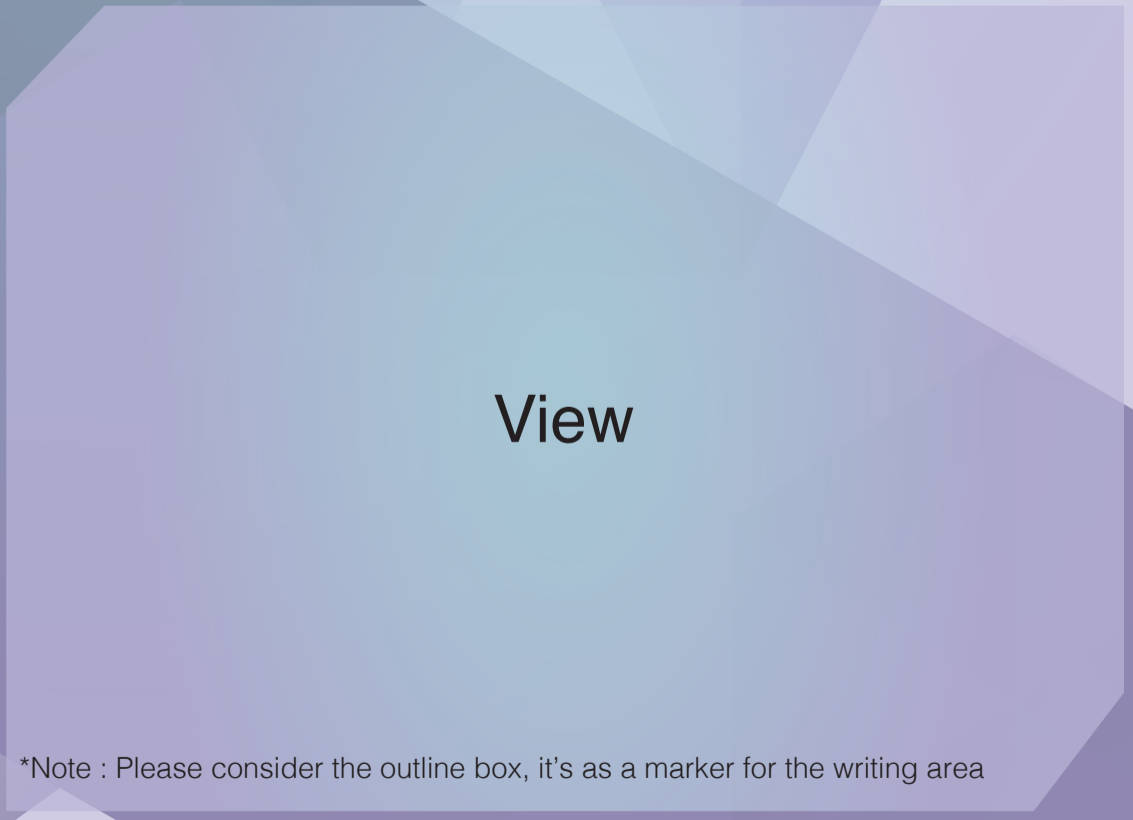 View
*Note : Please consider the outline box, it’s as a marker for the writing area